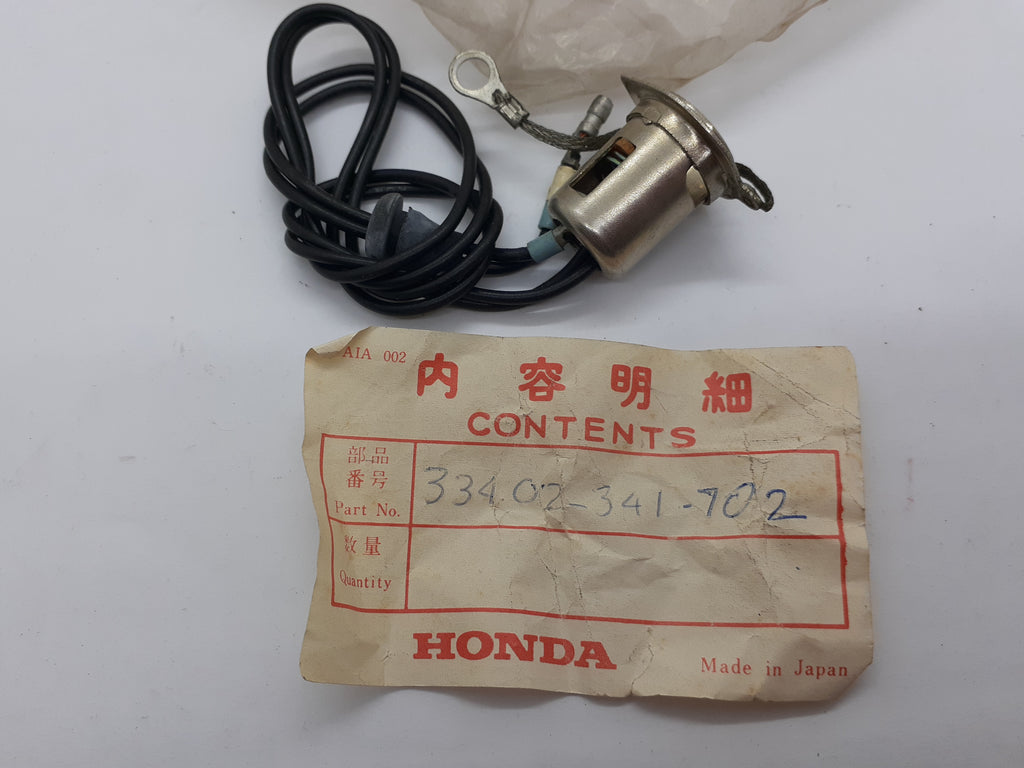 AIA 002
内容明細
CONTENTS
部品
番号
Part No.
33402-341-702
数量
Quantity
HONDA
Made in Japan